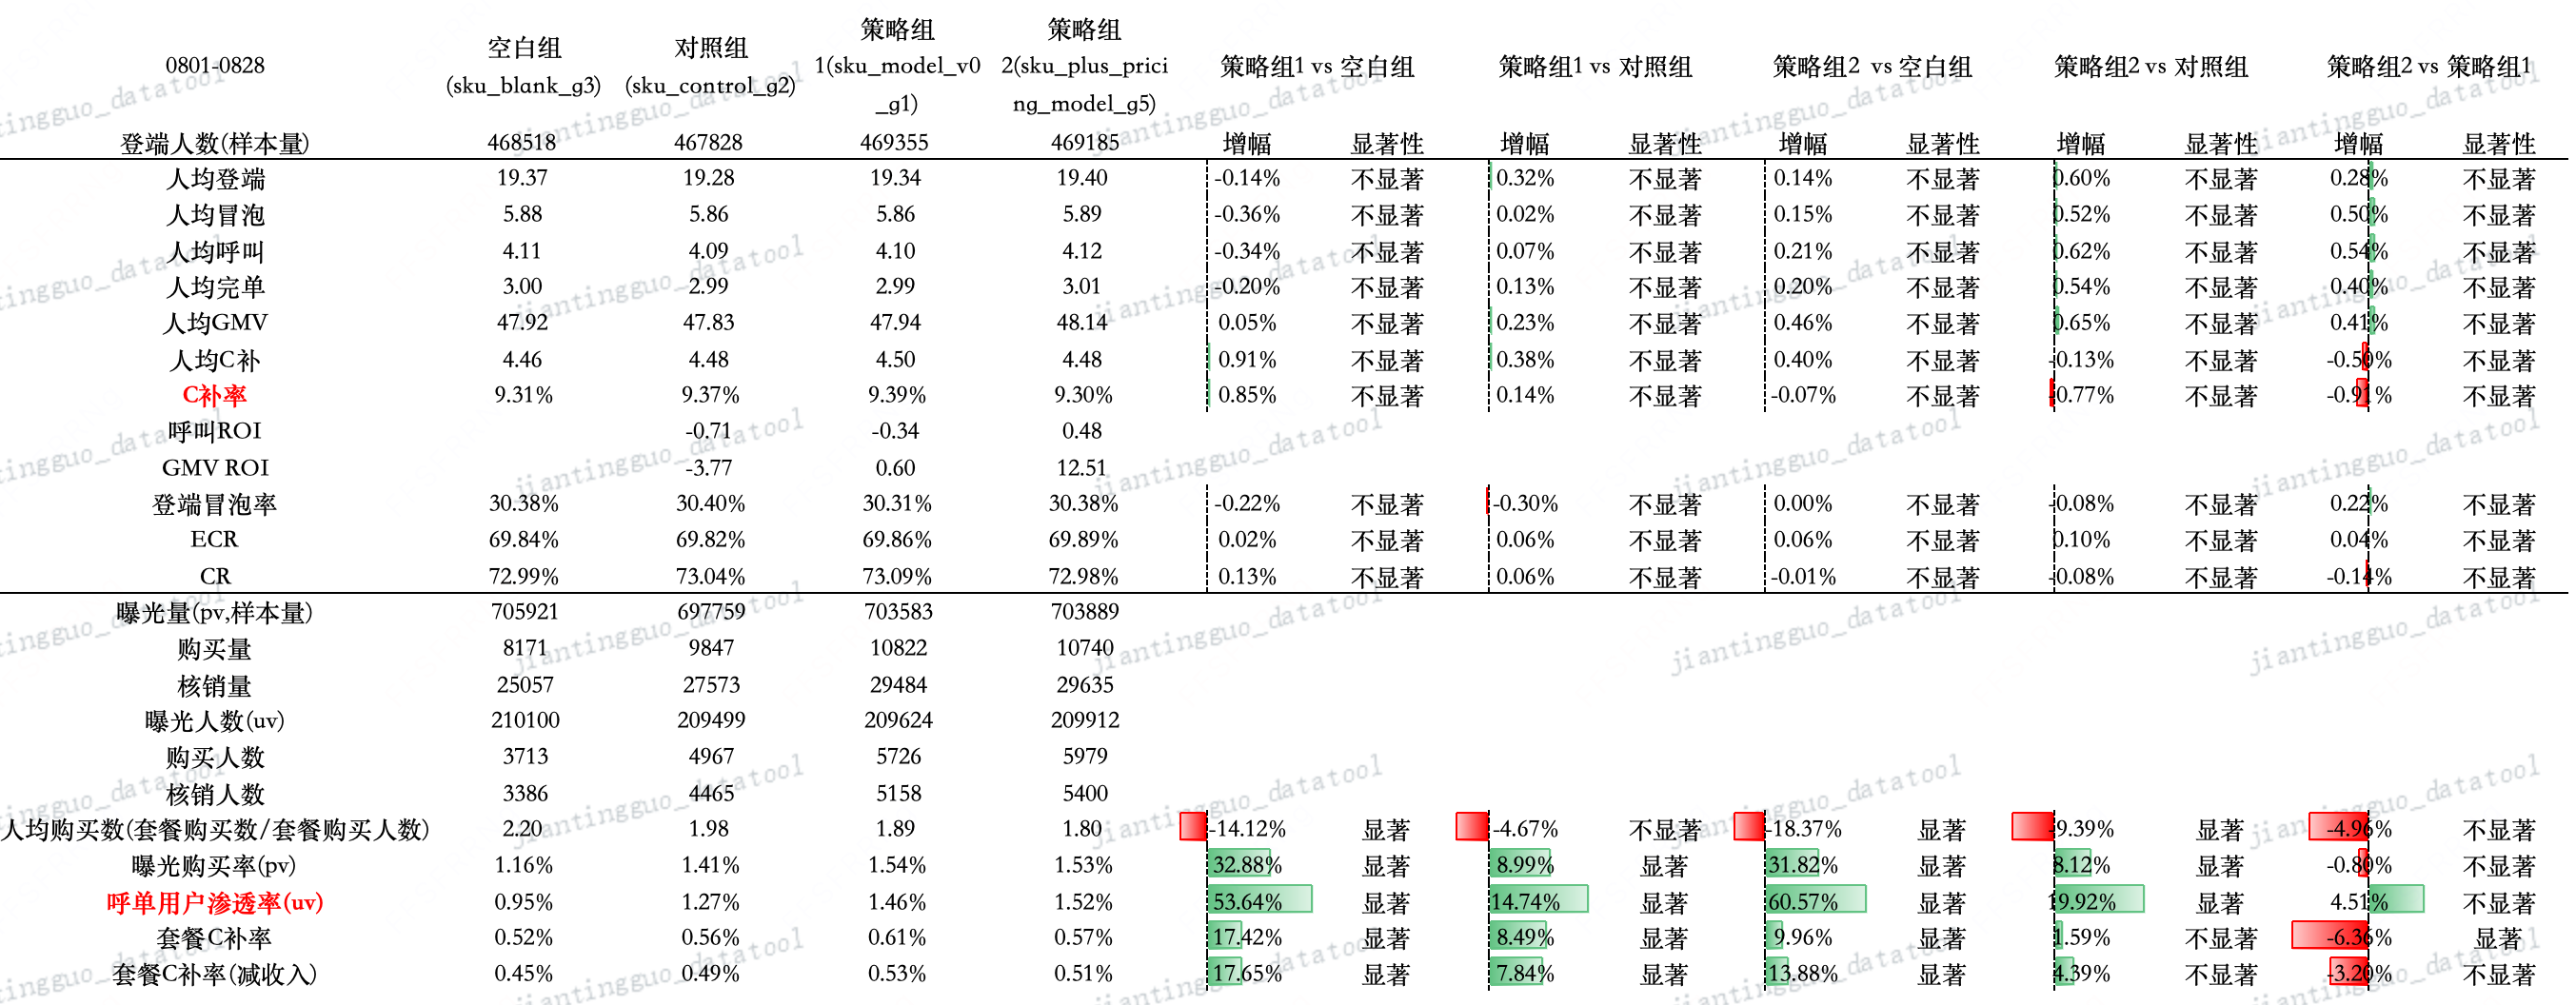 0801-0828 空白组(sku_blank_g3) 对照组(sku_control_g2) 策略组1(sku_model_v0_g1) 策略组2(sku_plus_pricing_model_g5) 策略组1 vs 空白组 策略组1 vs 对照组 策略组2 vs 空白组 策略组2 vs 对照组 策略组2 vs 策略组1
登端人数(样本量) 468518 467828 469355 469185 增幅 显著性 增幅 显著性 增幅 显著性 增幅 显著性 增幅 显著性
人均登端 19.37 19.28 19.34 19.40 -0.14% 不显著 0.32% 不显著 0.14% 不显著 0.60% 不显著 0.28% 不显著
人均冒泡 5.88 5.86 5.86 5.89 -0.36% 不显著 0.02% 不显著 0.15% 不显著 0.52% 不显著 0.50% 不显著
人均呼叫 4.11 4.09 4.10 4.12 -0.34% 不显著 0.07% 不显著 0.21% 不显著 0.62% 不显著 0.54% 不显著
人均完单 3.00 2.99 2.99 3.01 -0.20% 不显著 0.13% 不显著 0.20% 不显著 0.54% 不显著 0.40% 不显著
人均GMV 47.92 47.83 47.94 48.14 0.05% 不显著 0.23% 不显著 0.46% 不显著 0.65% 不显著 0.41% 不显著
人均C补 4.46 4.48 4.50 4.48 0.91% 不显著 0.38% 不显著 0.40% 不显著 -0.13% 不显著 -0.50% 不显著
C补率 9.31% 9.37% 9.39% 9.30% 0.85% 不显著 0.14% 不显著 -0.07% 不显著 -0.77% 不显著 -0.91% 不显著
呼叫ROI -0.71 -0.34 0.48
GMV ROI -3.77 0.60 12.51
登端冒泡率 30.38% 30.40% 30.31% 30.38% -0.22% 不显著 -0.30% 不显著 0.00% 不显著 -0.08% 不显著 0.22% 不显著
ECR 69.84% 69.82% 69.86% 69.89% 0.02% 不显著 0.06% 不显著 0.06% 不显著 0.10% 不显著 0.04% 不显著
CR 72.99% 73.04% 73.09% 72.98% 0.13% 不显著 0.06% 不显著 -0.01% 不显著 -0.08% 不显著 -0.14% 不显著
曝光量(pv,样本量) 705921 697759 703583 703889
购买量 8171 9847 10822 10740
核销量 25057 27573 29484 29635
曝光人数(uv) 210100 209499 209624 209912
购买人数 3713 4967 5726 5979
核销人数 3386 4465 5158 5400
人均购买数(套餐购买数/套餐购买人数) 2.20 1.98 1.89 1.80 -14.12% 显著 -4.67% 不显著 -18.37% 显著 -9.39% 显著 -4.96% 不显著
曝光购买率(pv) 1.16% 1.41% 1.54% 1.53% 32.88% 显著 8.99% 显著 31.82% 显著 8.12% 显著 -0.80% 不显著
呼单用户渗透率(uv) 0.95% 1.27% 1.46% 1.52% 53.64% 显著 14.74% 显著 60.57% 显著 19.92% 显著 4.51% 不显著
套餐C补率 0.52% 0.56% 0.61% 0.57% 17.42% 显著 8.49% 显著 9.96% 显著 1.59% 不显著 -6.36% 显著
套餐C补率(减收入) 0.45% 0.49% 0.53% 0.51% 17.65% 显著 7.84% 显著 13.88% 显著 4.39% 不显著 -3.20% 不显著
jiantingguo_datatool